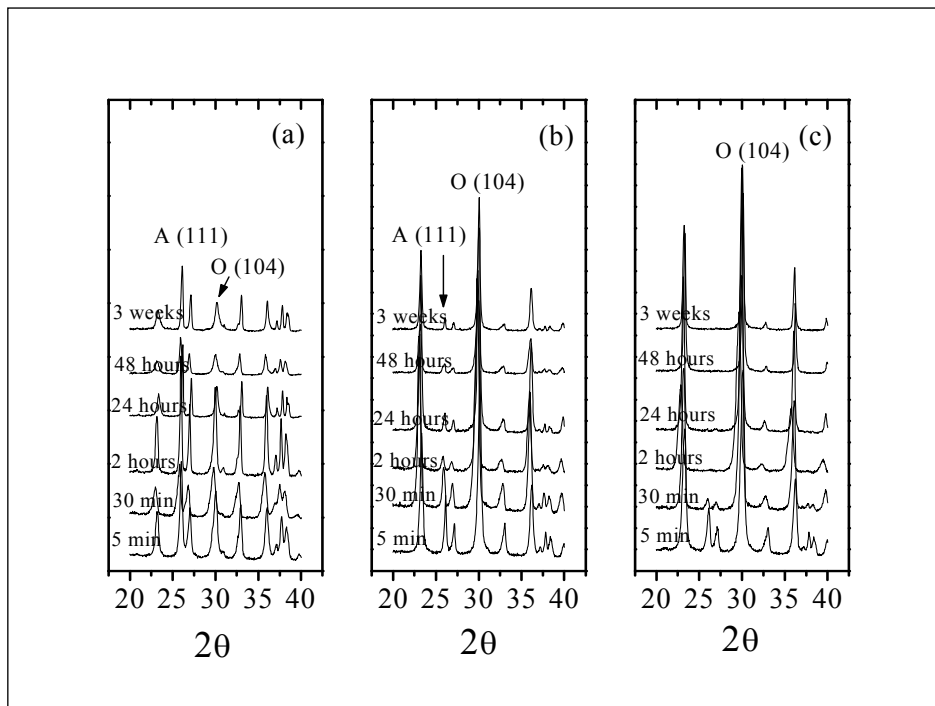 (a)
A (111)
O (104)
3 weeks
48 hours
24 hours
2 hours
30 min
5 min
20 25 30 35 40
2θ
(b)
O (104)
A (111)
3 weeks
48 hours
24 hours
2 hours
30 min
5 min
20 25 30 35 40
2θ
(c)
O (104)
3 weeks
48 hours
24 hours
2 hours
30 min
5 min
20 25 30 35 40
2θ